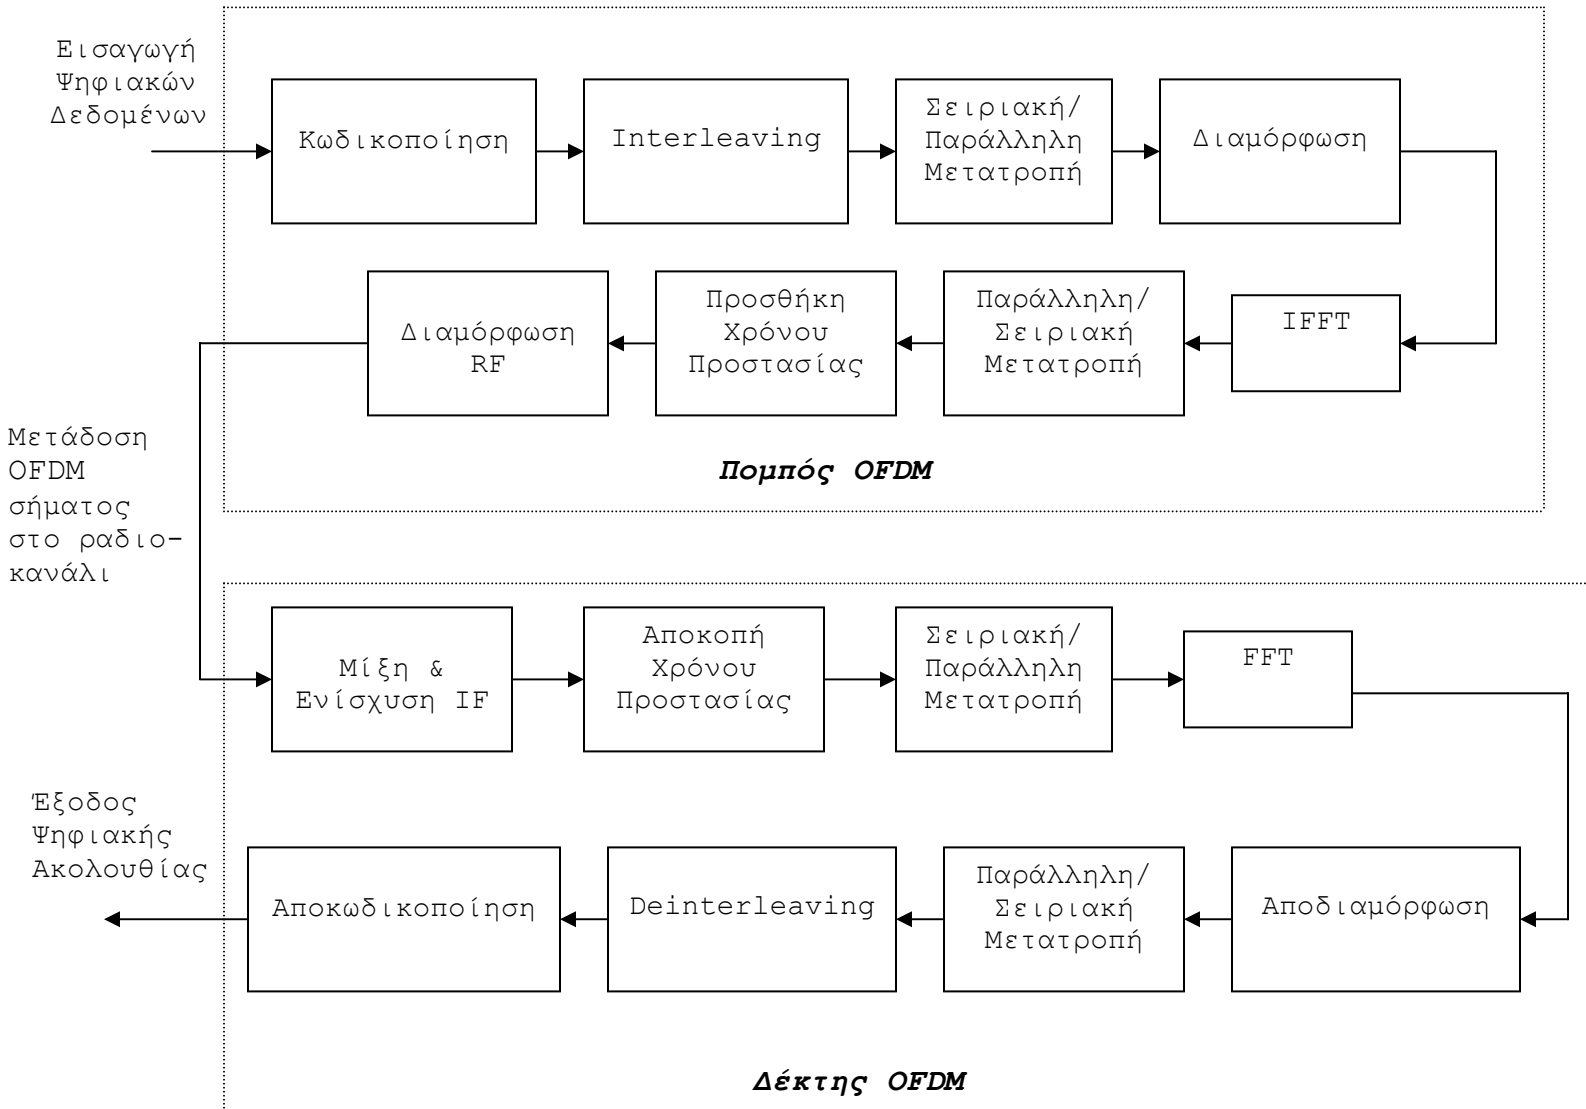 Εισαγωγή
Ψηφιακών
Δεδομένων
Κωδικοποίηση
Interleaving
Σειριακή/
Παράλληλη
Μετατροπή
Διαμόρφωση
Διαμόρφωση
RF
Προσθήκη
Χρόνου
Προστασίας
Παράλληλη/
Σειριακή
Μετατροπή
IFFT
Πομπός OFDM
Μετάδοση
OFDM
σήματος
στο ραδιο-
κανάλι
Μίξη &
Ενίσχυση IF
Αποκοπή
Χρόνου
Προστασίας
Σειριακή/
Παράλληλη
Μετατροπή
FFT
Έξοδος
Ψηφιακής
Ακολουθίας
Αποκωδικοποίηση
Deinterleaving
Παράλληλη/
Σειριακή
Μετατροπή
Αποδιαμόρφωση
Δέκτης OFDM